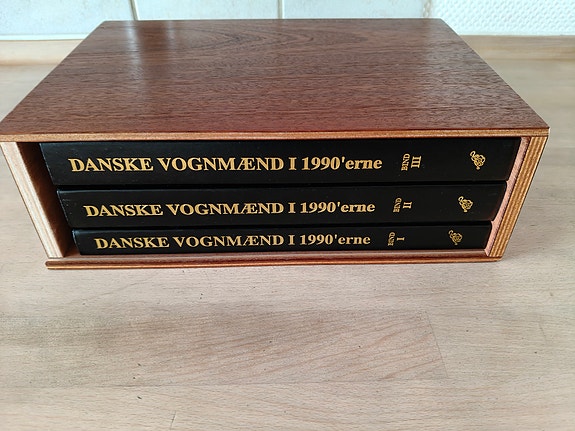 DANSKE VOGNMÆND I 1990'erne BIND III
DANSKE VOGNMÆND I 1990'erne BIND II
DANSKE VOGNMÆND I 1990'erne BIND I